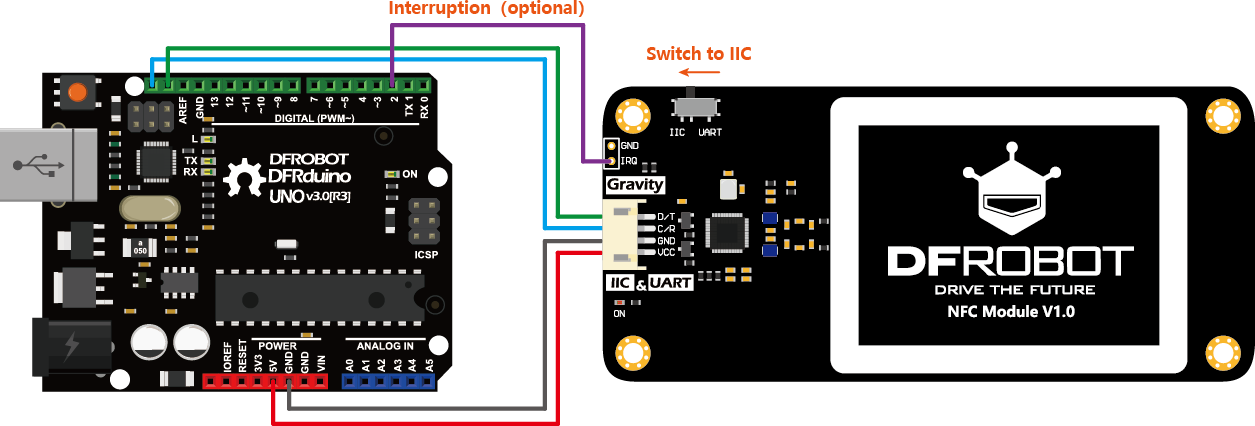 Interruption（optional）
Switch to IIC
AREF
GND
13
12
~11
~10
~9
8
7
~6
~5
4
~3
2
TX 1
RX 0
DIGITAL (PWM~)
L
TX
RX
DFROBOT
DFRduino
UNO v3.0[R3]
ON
ICSP
a
050
IOREF
RESET
3V3
5V
GND
GND
VIN
POWER
ANALOG IN
A0
A1
A2
A3
A4
A5
IIC UART
GND
IRQ
Gravity
D/T
C/R
GND
VCC
IIC & UART
ON
DFROBOT
DRIVE THE FUTURE
NFC Module V1.0